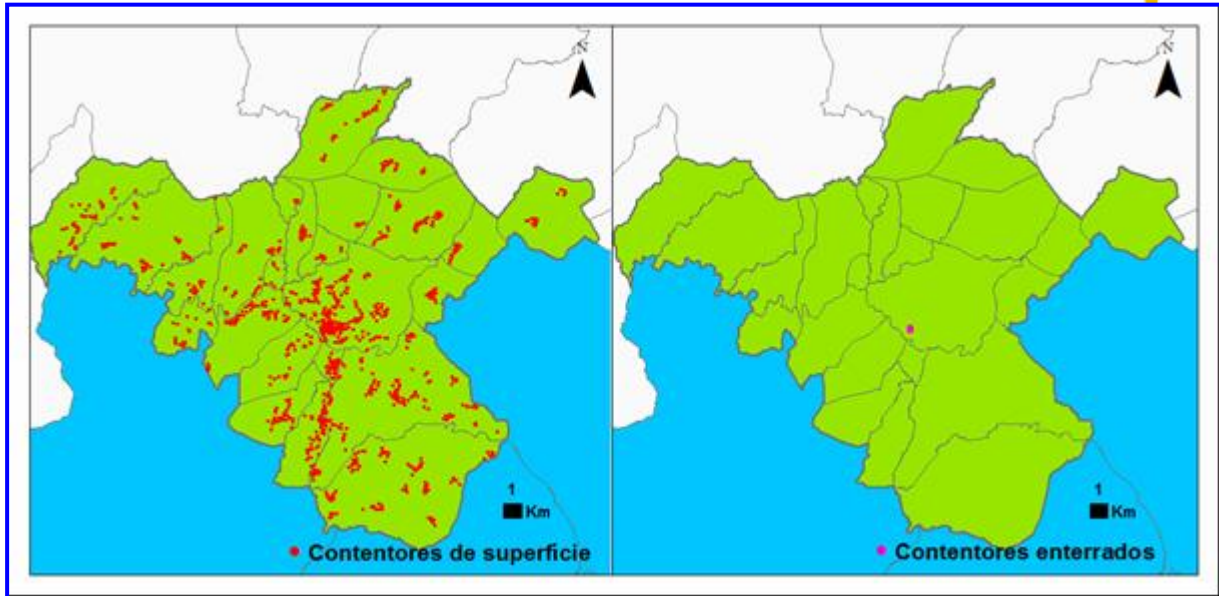 N
1
Km
Contentores de superficie
N
1
Km
Contentores enterrados